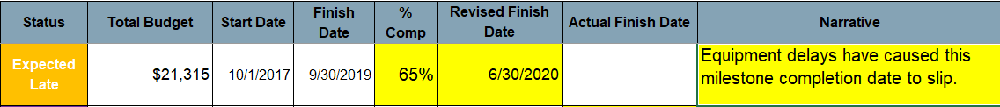 Status Total Budget Start Date Finish Date % Comp Revised Finish Date Actual Finish Date Narrative
Expected Late $21,315 10/1/2017 9/30/2019 65% 6/30/2020 Equipment delays have caused this
milestone completion date to slip.